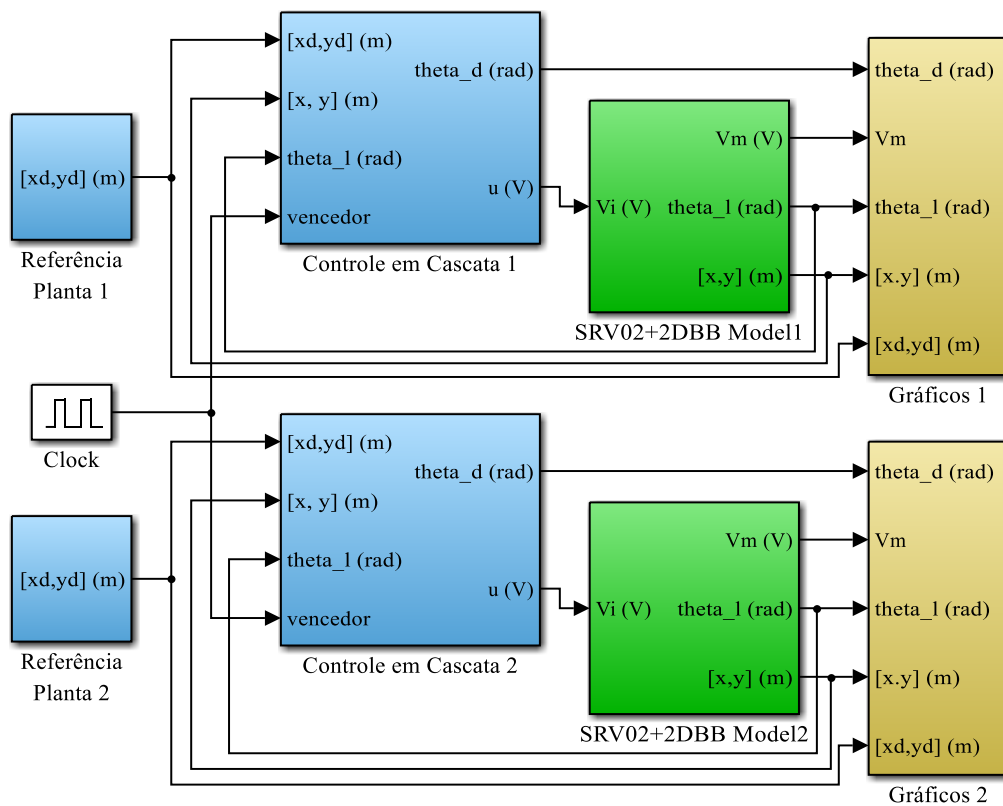 [xd,yd] (m)
Referência
Planta 1
[xd,yd] (m)
[x, y] (m)
theta_l (rad)
vencedor
theta_d (rad)
u (V)
Controle em Cascata 1
Vi (V)
Vm (V)
theta_l (rad)
[x,y] (m)
SRV02+2DBB Model1
theta_d (rad)
Vm
theta_l (rad)
[x.y] (m)
[xd,yd] (m)
Gráficos 1
Clock
[xd,yd] (m)
Referência
Planta 2
[xd,yd] (m)
[x, y] (m)
theta_l (rad)
vencedor
theta_d (rad)
u (V)
Controle em Cascata 2
Vi (V)
Vm (V)
theta_l (rad)
[x,y] (m)
SRV02+2DBB Model2
theta_d (rad)
Vm
theta_l (rad)
[x.y] (m)
[xd,yd] (m)
Gráficos 2